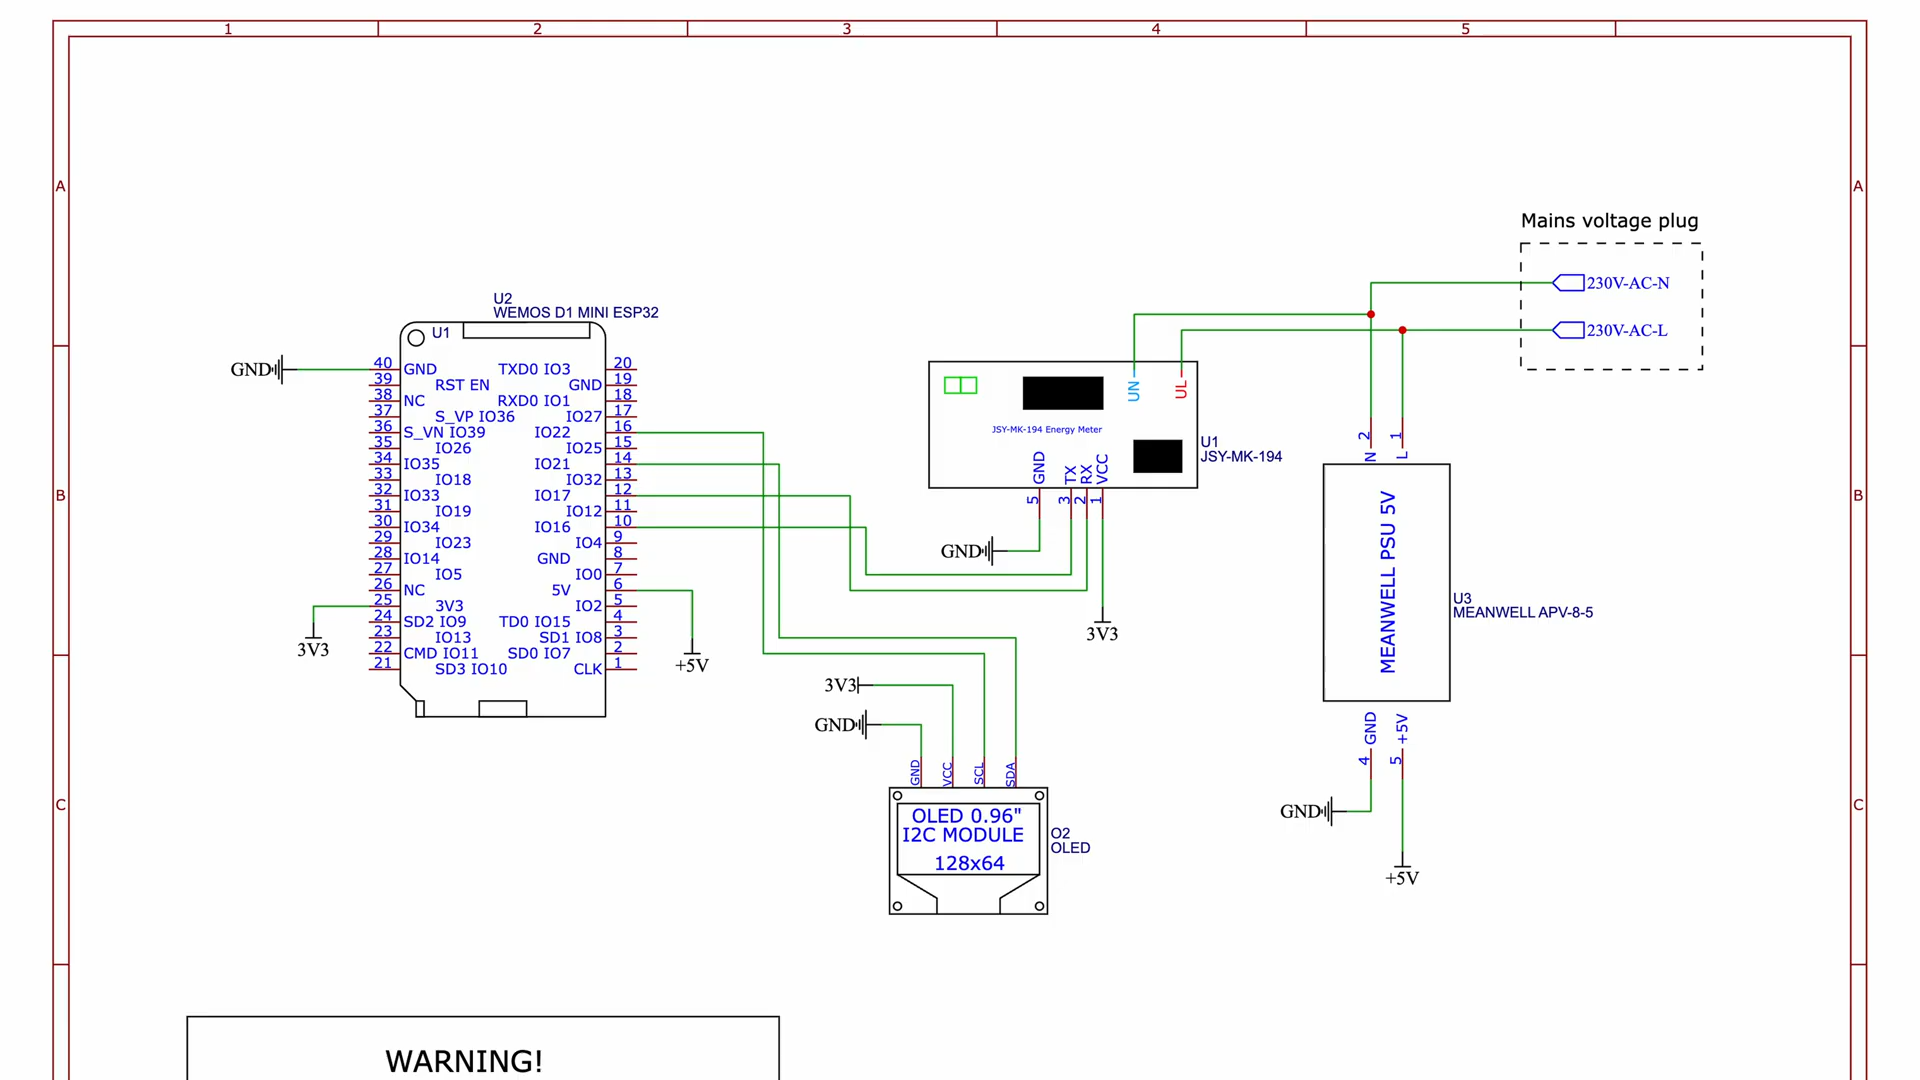 1 2 3 4 5
A A
Mains voltage plug
230V-AC-N
230V-AC-L
U2
WEMOS D1 MINI ESP32
U1
GND
40 GND TXD0 IO3 20
39 RST EN GND 19
38 NC RXD0 IO1 18
37 S_VP IO36 IO27 17
36 S_VN IO39 IO22 16
35 IO26 IO25 15
34 IO35 IO21 14
33 IO18 IO32 13
32 IO33 IO17 12
31 IO19 IO12 11
30 IO34 IO16 10
29 IO23 IO4 9
28 IO14 GND 8
27 IO5 IO0 7
26 NC 5V 6
25 3V3 IO2 5
24 SD2 IO9 TD0 IO15 4
23 IO13 SD1 IO8 3
22 CMD IO11 SD0 IO7 2
21 SD3 IO10 CLK 1
3V3
+5V
UN UL
JSY-MK-194 Energy Meter
U1
JSY-MK-194
GND TX RX VCC
5 3 2 1
GND
3V3
B B
2 1
N L
MEANWELL PSU 5V
U3
MEANWELL APV-8-5
GND +5V
4 5
GND
+5V
3V3
GND
GND VCC SCL SDA
OLED 0.96"
I2C MODULE
128x64
O2
OLED
C C
WARNING!